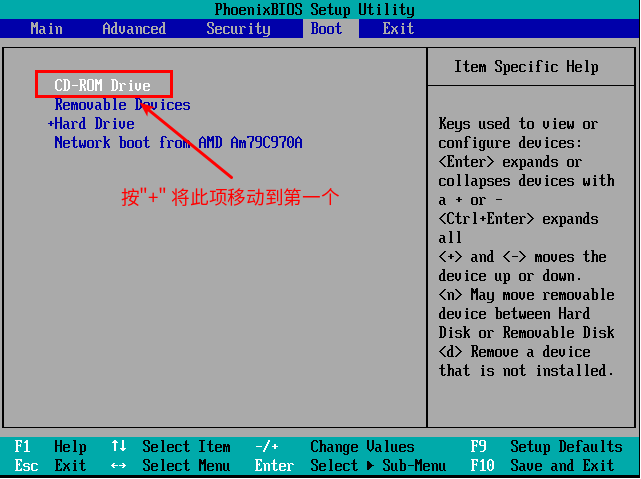 PhoenixBIOS Setup Utility
Main Advanced Security Boot Exit
CD-ROM Drive
Removable Devices
+Hard Drive
Network boot from AMD Am79C970A
按"+" 将此项移动到第一个
Item Specific Help
Keys used to view or
configure devices:
<Enter> expands or
collapses devices with
a + or -
<Ctrl+Enter> expands
all
<+> and <-> moves the
device up or down.
<n> May move removable
device between Hard
Disk or Removable Disk
<d> Remove a device
that is not installed.
F1 Help ↑↓ Select Item -/+ Change Values F9 Setup Defaults
Esc Exit ↔ Select Menu Enter Select ▶ Sub-Menu F10 Save and Exit